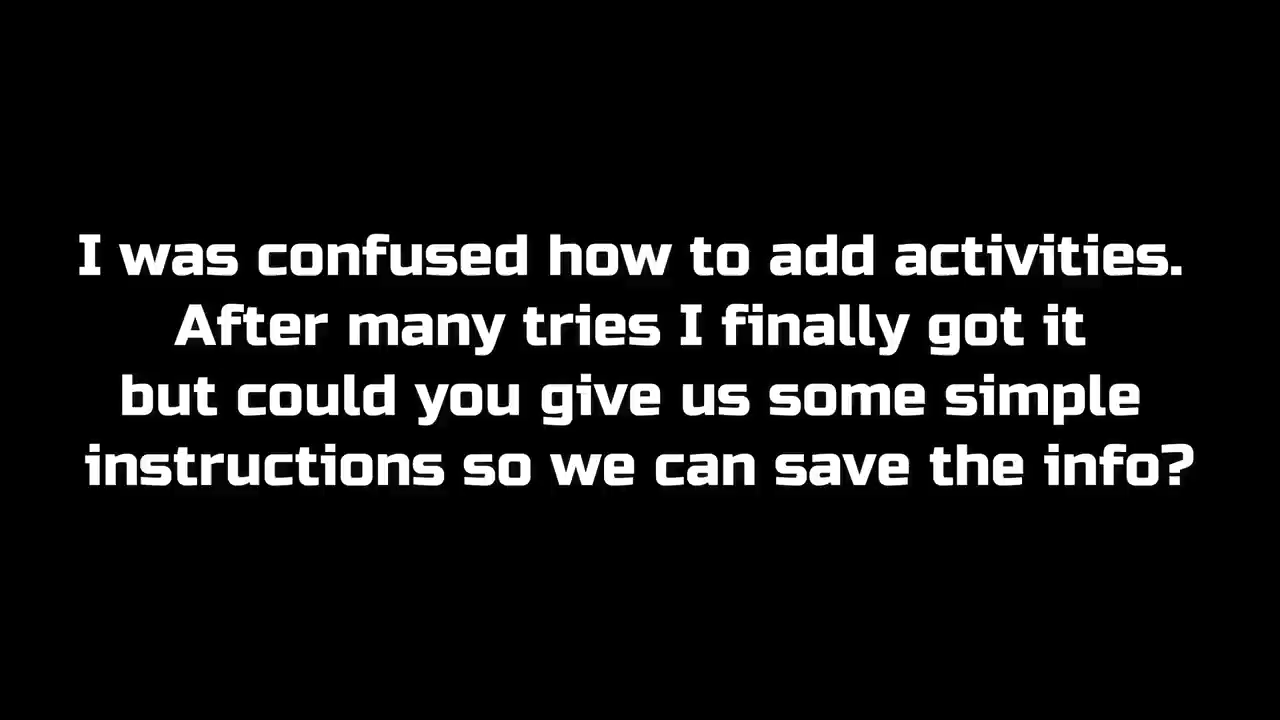 I was confused how to add activities.
After many tries I finally got it
but could you give us some simple
instructions so we can save the info?